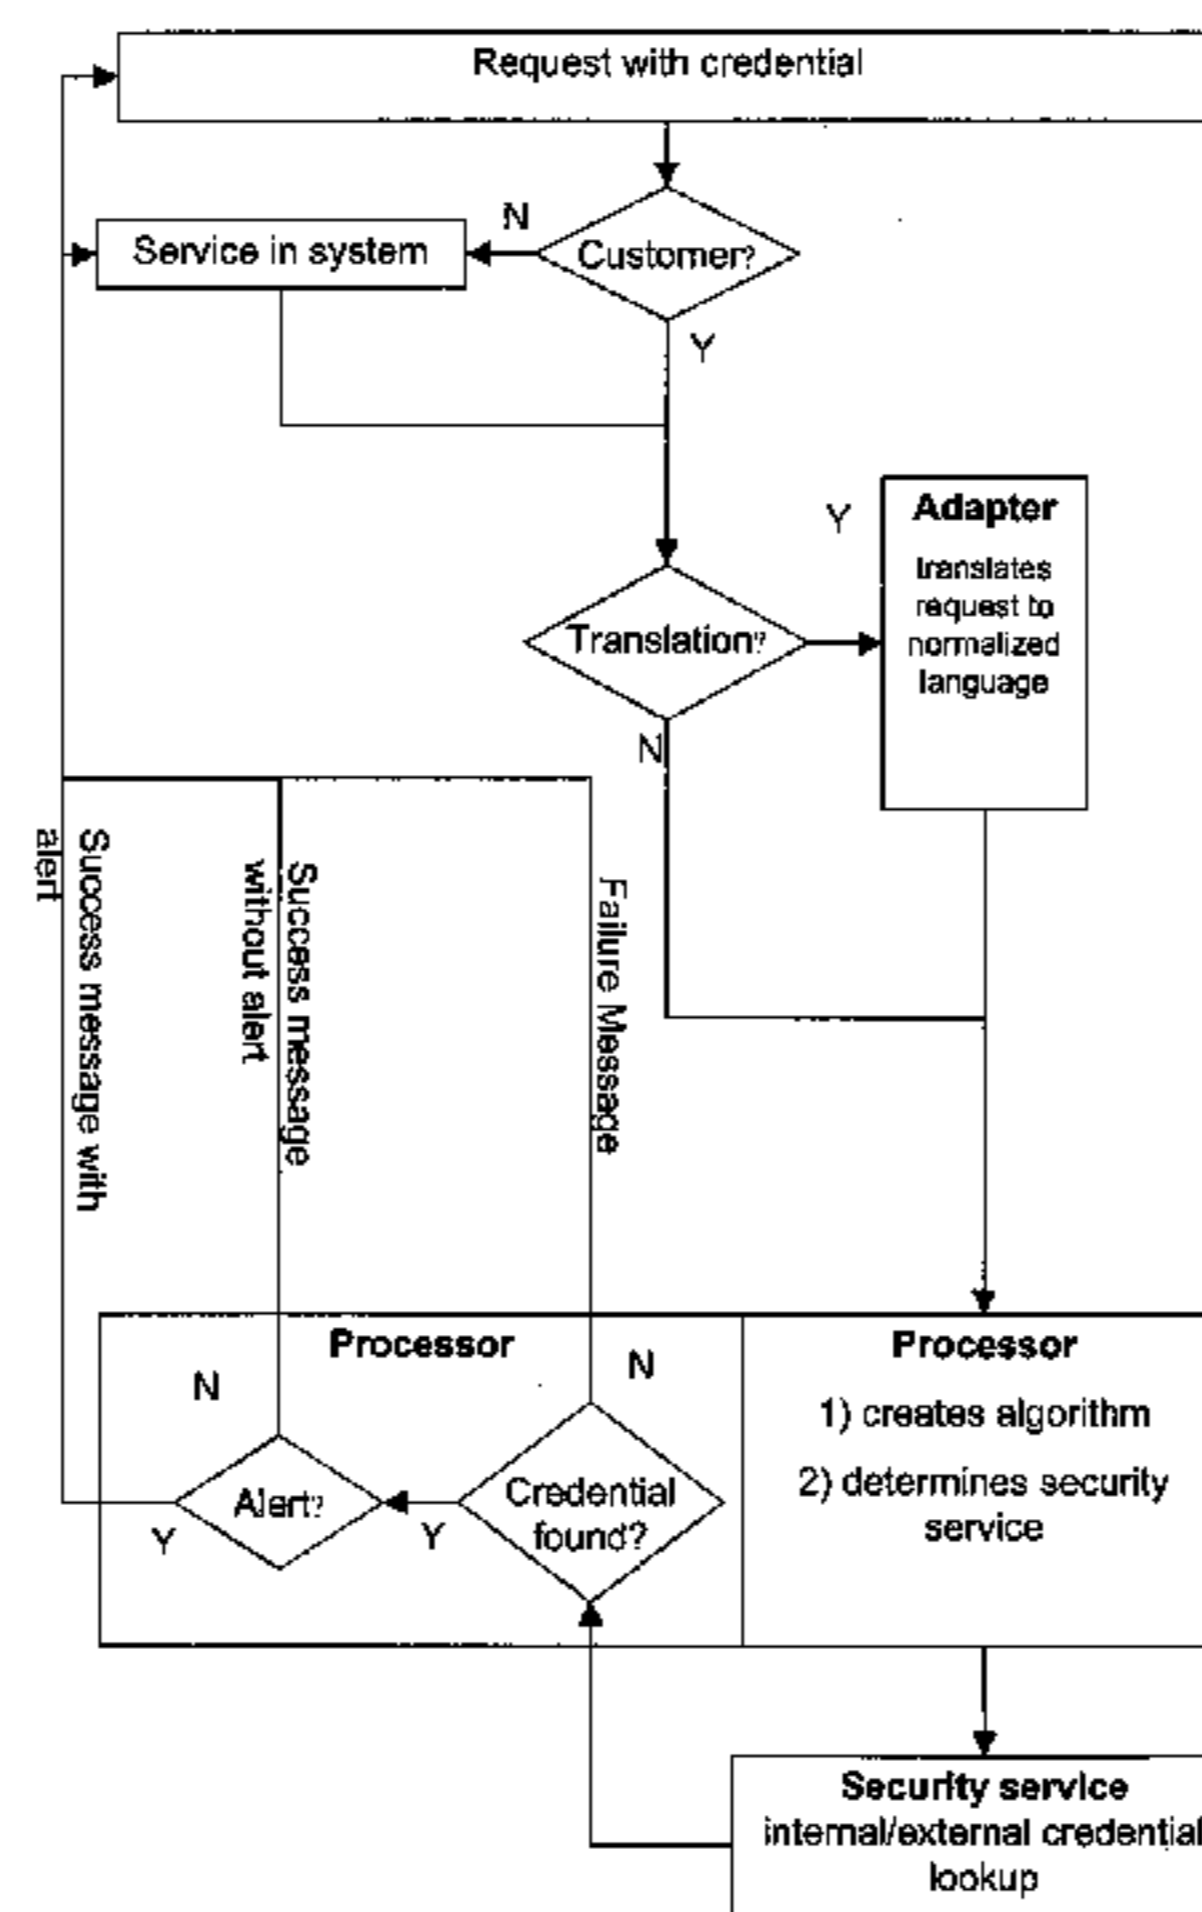 Request with credential
N
Service in system
Customer?
Y
Y
Adapter
translates
request to
normalized
language
Translation?
N
Success message with
alert
Success message
without alert
Failure Message
Processor
N
N
Alert?
Y
Y
Credential
found?
Processor
1) creates algorithm
2) determines security
service
Security service
internal/external credential
lookup